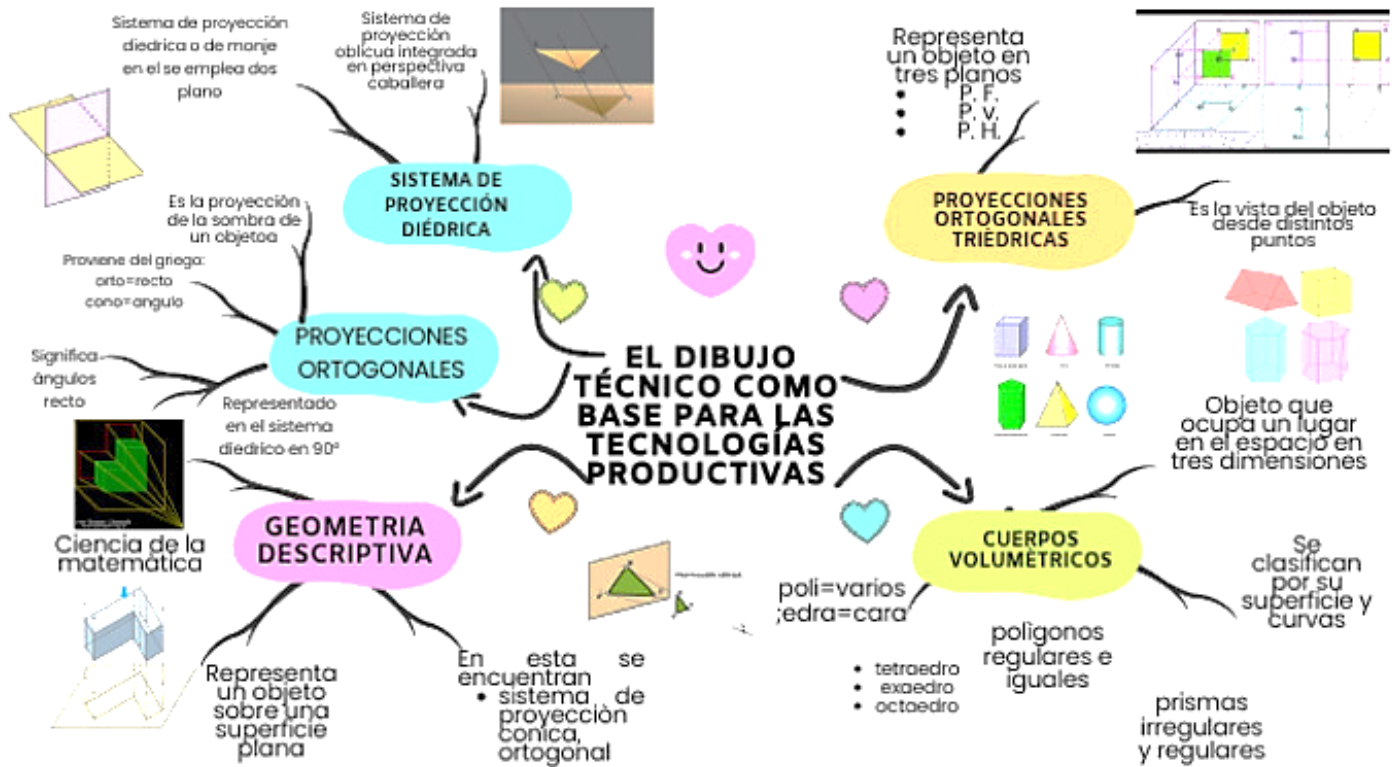 Sistema de proyección
diedrica o de monje
en el se emplea dos
plano
Sistema de
proyección
oblicua integrada
en perspectiva
caballera
SISTEMA DE
PROYECCIÓN
DIÉDRICA
Es la proyección
de la sombra de
un objetoa
Proviene del griega:
orto=recto
cono=angulo
Significa
ángulos
recto
PROYECCIONES
ORTOGONALES
Representado
en el sistema
diedrico en 90º
GEOMETRIA
DESCRIPTIVA
Ciencia de la
matemática
Representa
un objeto
sobre una
superficie
plana
En esta se
encuentran
• sistema de
proyección
conica,
ortogonal
EL DIBUJO
TÉCNICO COMO
BASE PARA LAS
TECNOLOGÍAS
PRODUCTIVAS
Representa
un objeto en
tres planos
• P. F.
• P. v.
• P. H.
PROYECCIONES
ORTOGONALES
TRIÉDRICAS
Es la vista del objeto
desde distintos
puntos
Objeto que
ocupa un lugar
en el espacio en
tres dimensiones
CUERPOS
VOLUMÉTRICOS
Se
clasifican
por su
superficie y
curvas
poli=varios
;edra=cara
• tetraedro
• exaedro
• octaedro
polìgonos
regulares e
iguales
prismas
irregulares
y regulares